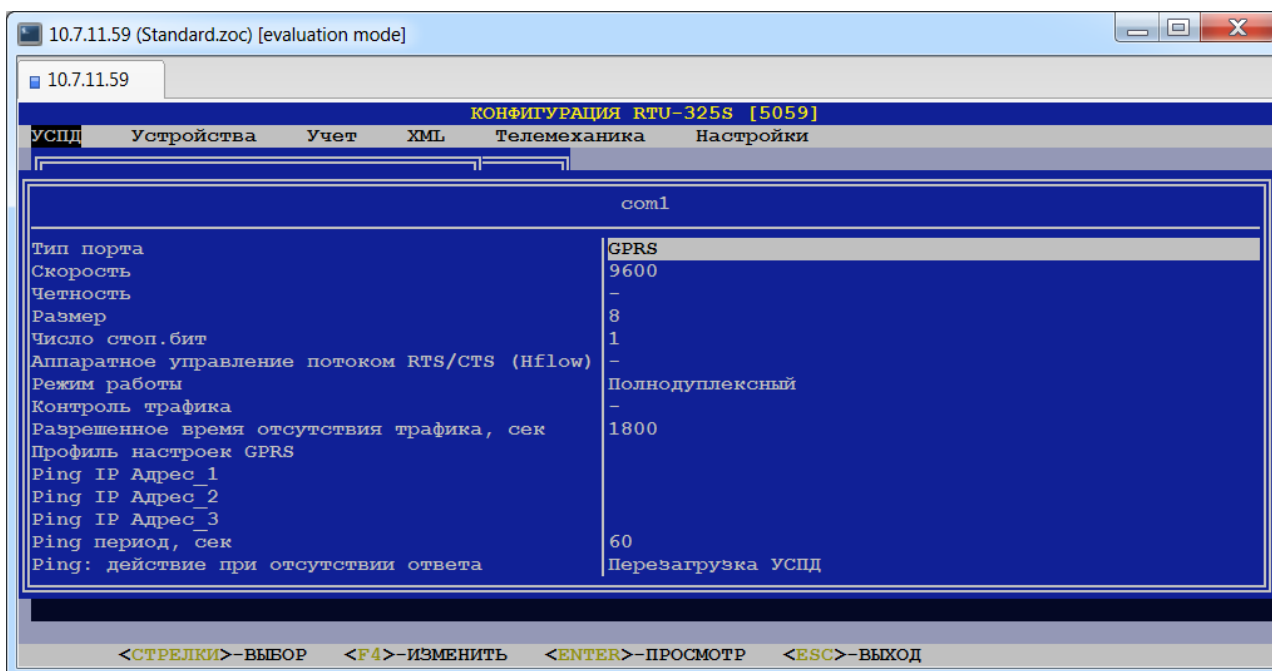 10.7.11.59 (Standard.zoc) [evaluation mode]
10.7.11.59
КОНФИГУРАЦИЯ RTU-325S [5059]
УСПД Устройства Учет XML Телемеханика Настройки
com1
Тип порта GPRS
Скорость 9600
Четность -
Размер 8
Число стоп.бит 1
Аппаратное управление потоком RTS/CTS (Hflow) -
Режим работы Полнодуплексный
Контроль трафика -
Разрешенное время отсутствия трафика, сек 1800
Профиль настроек GPRS
Ping IP Адрес_1
Ping IP Адрес_2
Ping IP Адрес_3
Ping период, сек 60
Ping: действие при отсутствии ответа Перезагрузка УСПД
<СТРЕЛКИ>-ВЫБОР <F4>-ИЗМЕНИТЬ <ENTER>-ПРОСМОТР <ESC>-ВЫХОД